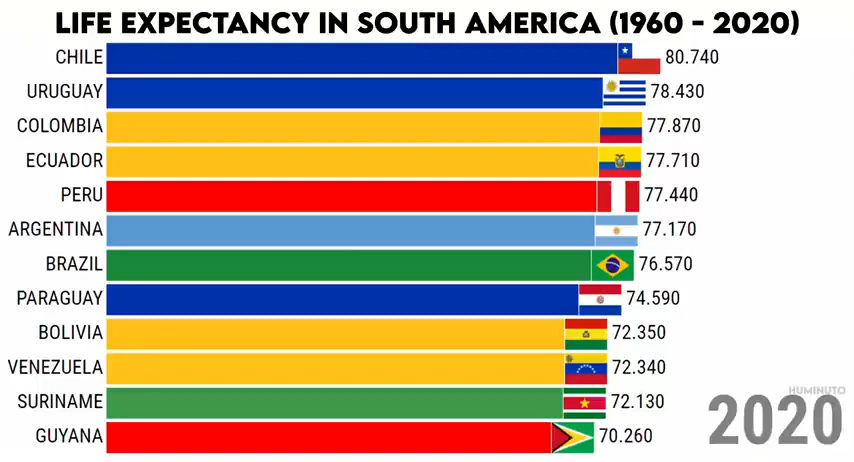 LIFE EXPECTANCY IN SOUTH AMERICA (1960 - 2020)
CHILE 80.740
URUGUAY 78.430
COLOMBIA 77.870
ECUADOR 77.710
PERU 77.440
ARGENTINA 77.170
BRAZIL 76.570
PARAGUAY 74.590
BOLIVIA 72.350
VENEZUELA 72.340
SURINAME 72.130
GUYANA 70.260
HUMINUTO
2020